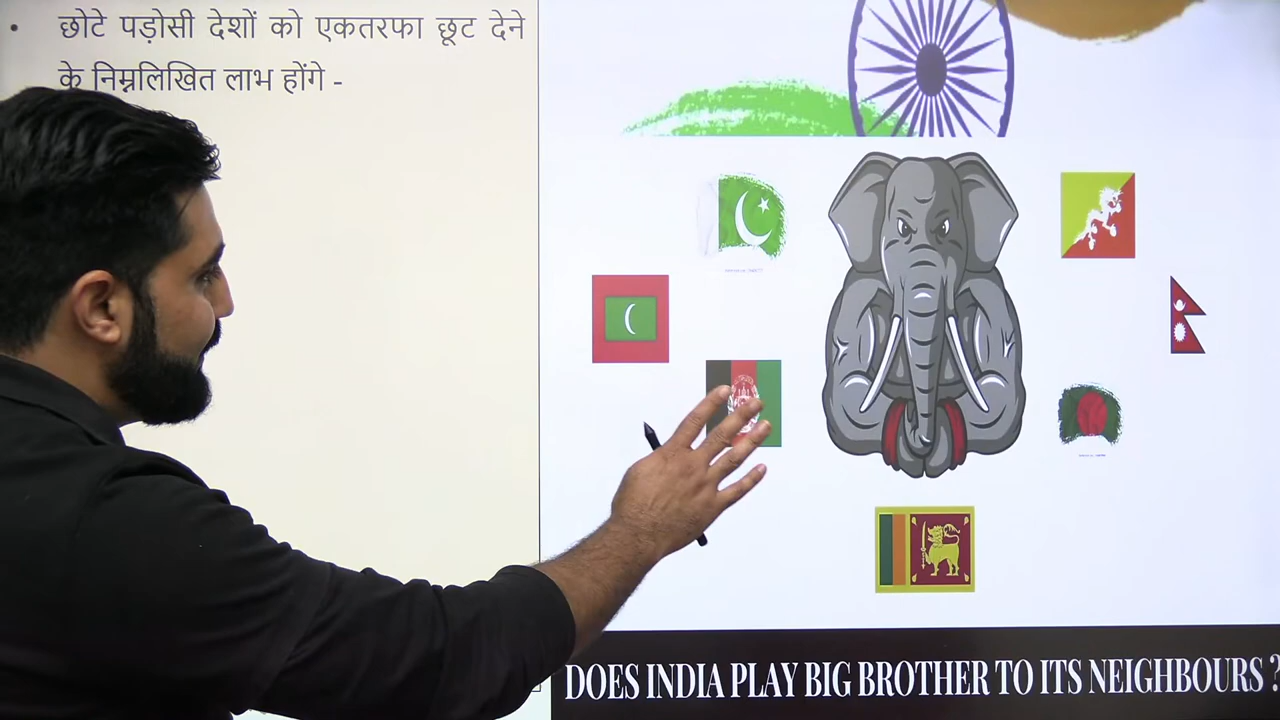 • छोटे पड़ोसी देशों को एकतरफा छूट देने
के निम्नलिखित लाभ होंगे -
DOES INDIA PLAY BIG BROTHER TO ITS NEIGHBOURS ?